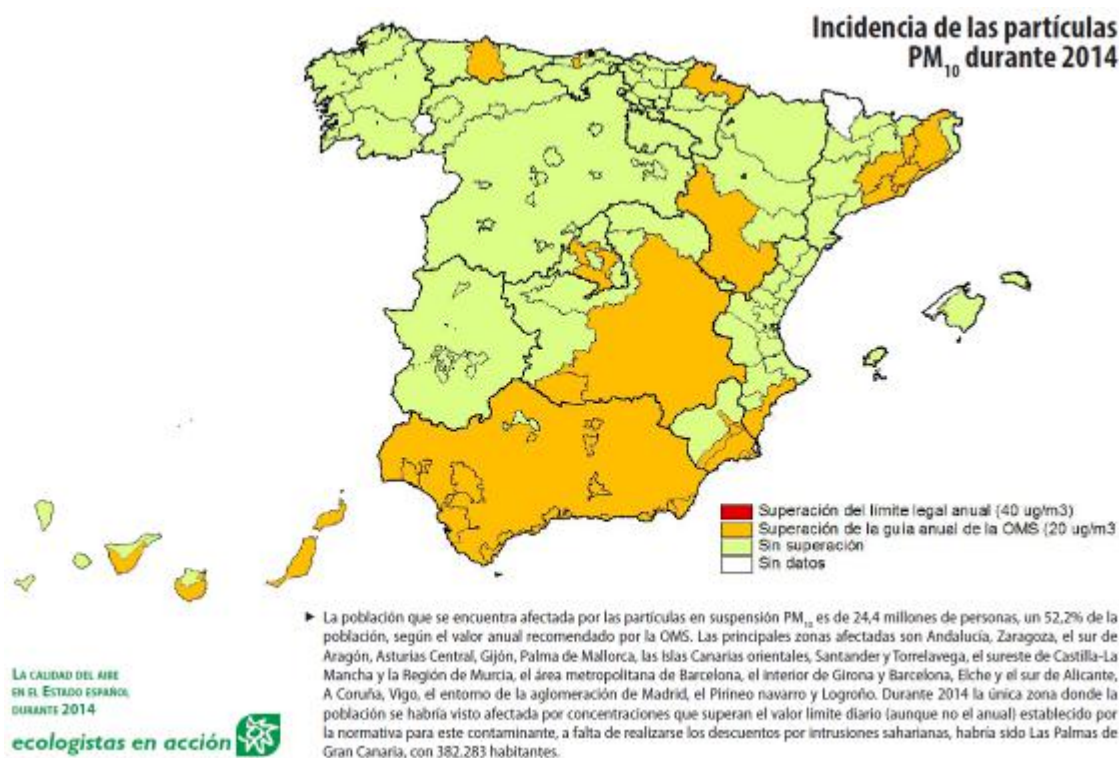 Incidencia de las partículas
PM10 durante 2014
Superación del límite legal anual (40 ug/m3)
Superación de la guía anual de la OMS (20 ug/m3
Sin superación
Sin datos
► La población que se encuentra afectada por las partículas en suspensión PM10 es de 24,4 millones de personas, un 52,2% de la
población, según el valor anual recomendado por la OMS. Las principales zonas afectadas son Andalucía, Zaragoza, el sur de
Aragón, Asturias Central, Gijón, Palma de Mallorca, las Islas Canarias orientales, Santander y Torrelavega, el sureste de Castilla-La
Mancha y la Región de Murcia, el área metropolitana de Barcelona, el interior de Girona y Barcelona, Elche y el sur de Alicante,
A Coruña, Vigo, el entorno de la aglomeración de Madrid, el Pirineo navarro y Logroño. Durante 2014 la única zona donde la
población se habría visto afectada por concentraciones que superan el valor límite diario (aunque no el anual) establecido por
la normativa para este contaminante, a falta de realizarse los descuentos por intrusiones saharianas, habría sido Las Palmas de
Gran Canaria, con 382.283 habitantes.
LA CALIDAD DEL AIRE
EN EL ESTADO ESPAÑOL
DURANTE 2014
ecologistas en acción